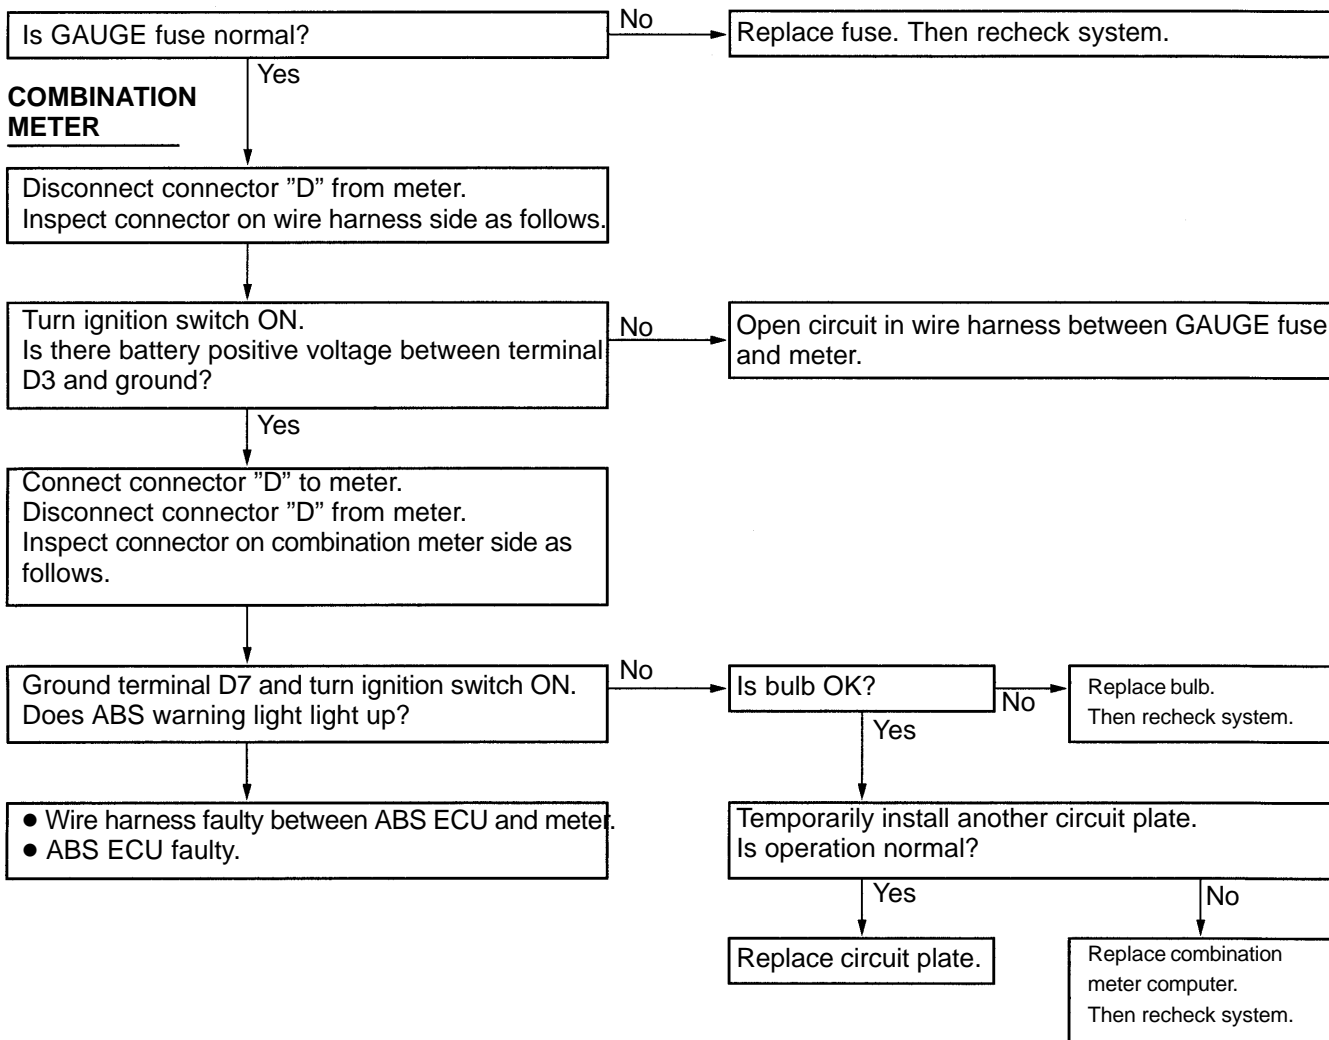 Is GAUGE fuse normal?
No
Replace fuse. Then recheck system.
Yes
COMBINATION
METER
Disconnect connector ”D” from meter.
Inspect connector on wire harness side as follows.
Turn ignition switch ON.
Is there battery positive voltage between terminal
D3 and ground?
No
Open circuit in wire harness between GAUGE fuse
and meter.
Yes
Connect connector ”D” to meter.
Disconnect connector ”D” from meter.
Inspect connector on combination meter side as
follows.
Ground terminal D7 and turn ignition switch ON.
Does ABS warning light light up?
No
Is bulb OK?
No
Replace bulb.
Then recheck system.
Yes
● Wire harness faulty between ABS ECU and meter.
● ABS ECU faulty.
Temporarily install another circuit plate.
Is operation normal?
Yes
No
Replace circuit plate.
Replace combination
meter computer.
Then recheck system.